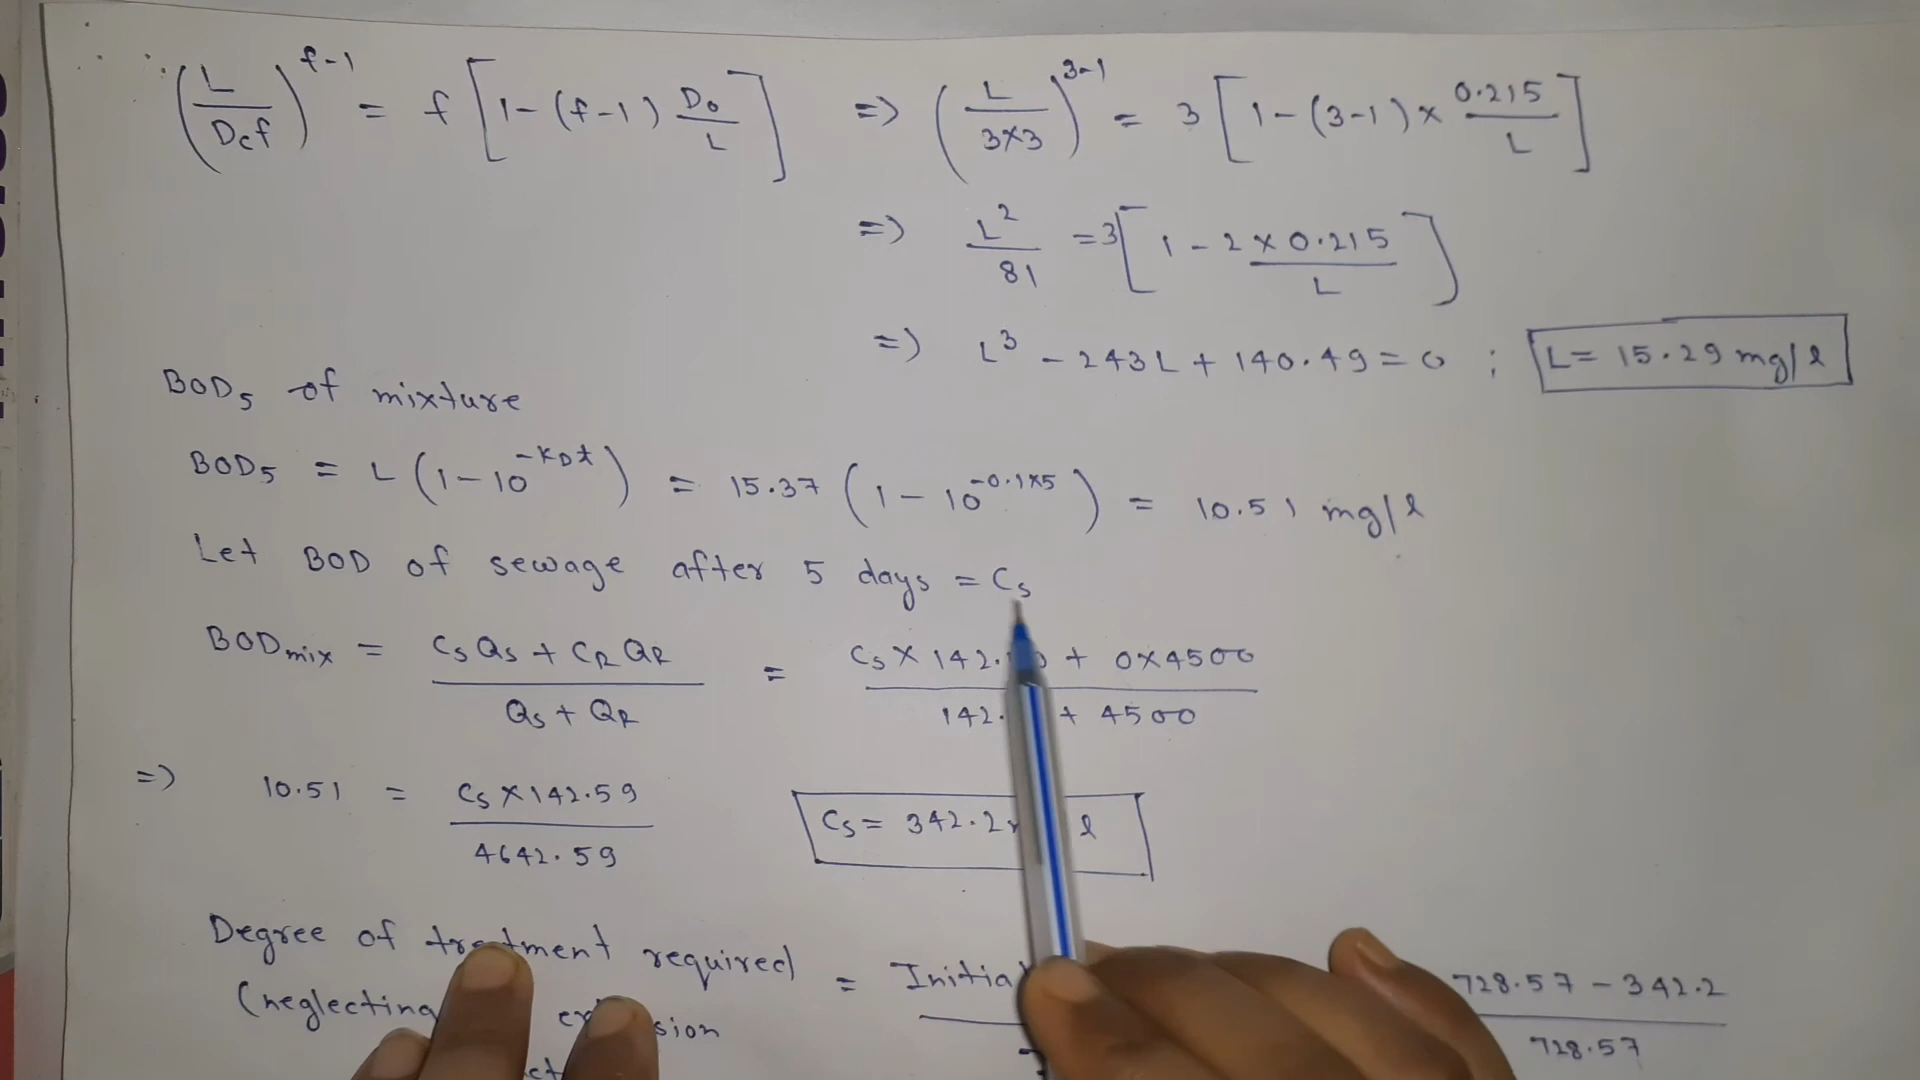 (L/Dcf)^f-1 = f[1-(f-1) Do/L] => (L/3×3)^3-1 = 3[1-(3-1)× 0.215/L]
=> L²/81 = 3[1 - 2×0.215/L]
=> L³ - 243L + 140.49 = 0 ; L = 15.29 mg/l
BOD5 of mixture
BOD5 = L(1-10^-KDt) = 15.37 (1-10^-0.1×5) = 10.51 mg/l
Let BOD of sewage after 5 days = Cs
BODmix = CsQs + CRQR / Qs + QR = Cs × 142. + 0×4500 / 142. + 4500
=> 10.51 = Cs×142.59 / 4642.59 Cs = 342.2 l
Degree of treatment required = 728.57 - 342.2 / 728.57
(neglecting